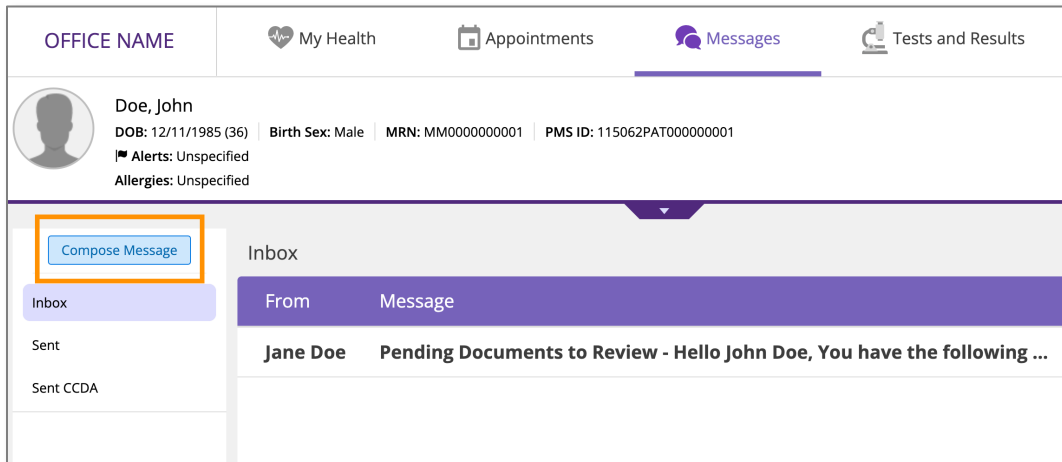 OFFICE NAME My Health Appointments Messages Tests and Results
Doe, John
DOB: 12/11/1985 (36) Birth Sex: Male MRN: MM0000000001 PMS ID: 115062PAT000000001
Alerts: Unspecified
Allergies: Unspecified
Compose Message
Inbox
Sent
Sent CCDA
Inbox
From Message
Jane Doe Pending Documents to Review - Hello John Doe, You have the following ...